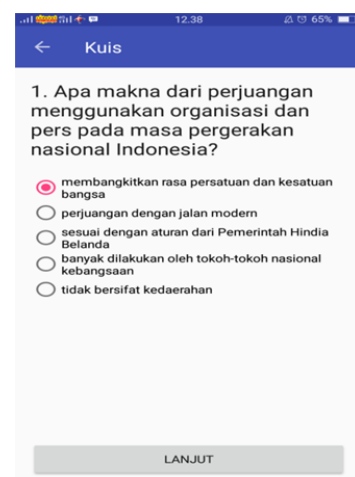 12.38
65%
Kuis
1. Apa makna dari perjuangan
menggunakan organisasi dan
pers pada masa pergerakan
nasional Indonesia?
membangkitkan rasa persatuan dan kesatuan
bangsa
perjuangan dengan jalan modern
sesuai dengan aturan dari Pemerintah Hindia
Belanda
banyak dilakukan oleh tokoh-tokoh nasional
kebangsaan
tidak bersifat kedaerahan
LANJUT